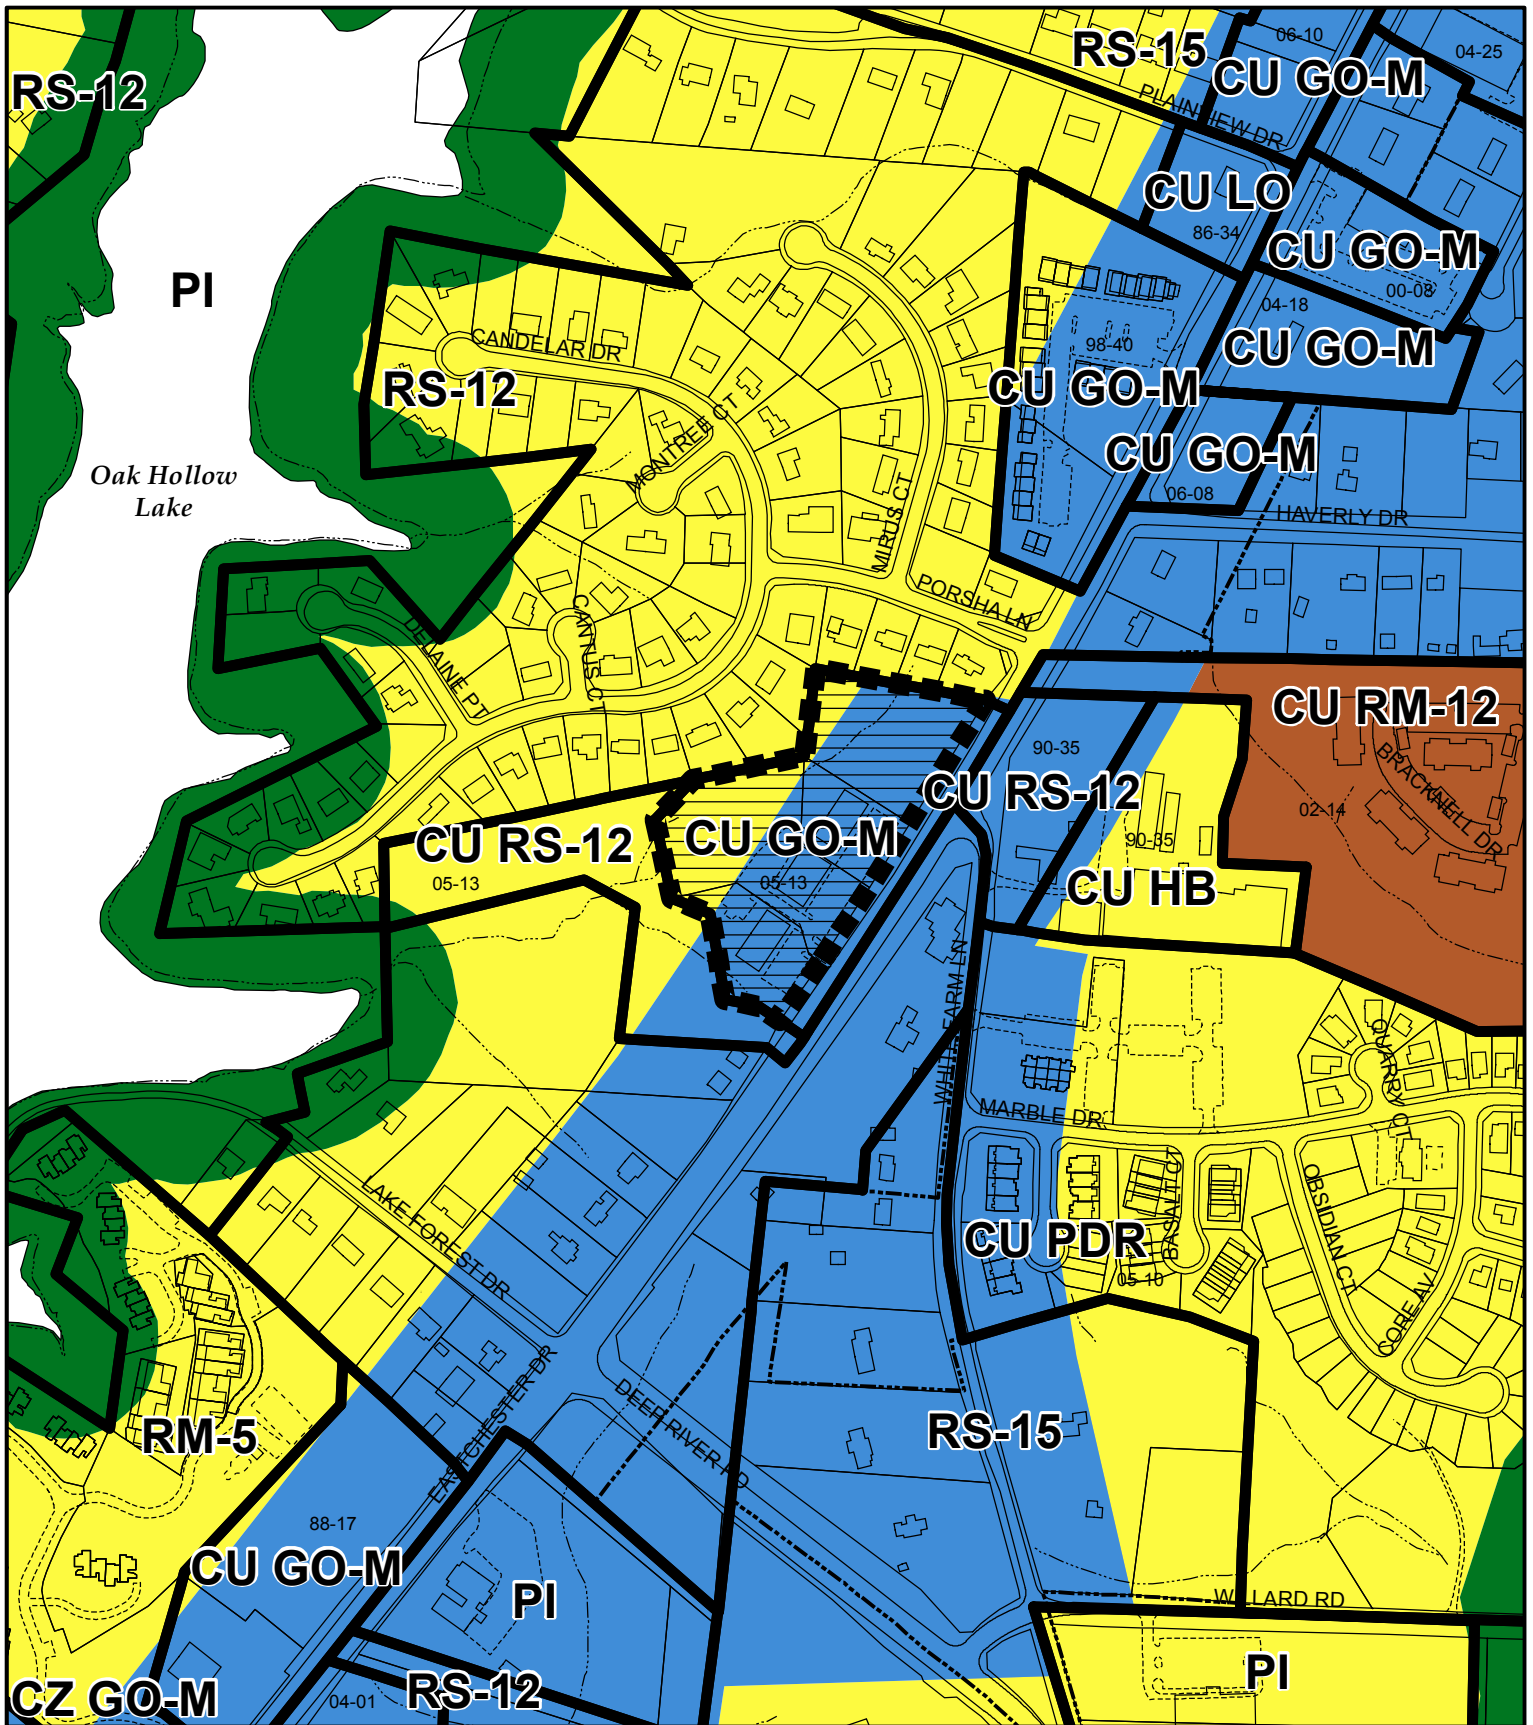 06-10
RS-15
04-25
CU GO-M
RS-12
PLAINVIEW DR
CU LO
86-34
CU GO-M
PI
00-08
04-18
CANDELAR DR
98-40
CU GO-M
RS-12
CU GO-M
MONTREE CT
CU GO-M
Oak Hollow
Lake
06-08
MIRUS CT
HAVERLY DR
PORSHA LN
CANTUS CT
DELAINE PT
CU RM-12
90-35
BRACKNELL DR
CU RS-12
02-14
CU GO-M
90-35
CU RS-12
05-13
05-13
CU HB
WHITE FARM LN
QUARRY CT
MARBLE DR
BASALT CT
OBSIDIAN CT
LAKE FOREST DR
CU PDR
05-10
CORE AV
EASTCHESTER DR
DEER RIVER RD
RM-5
RS-15
88-17
CU GO-M
PI
WILLARD RD
PI
CZ GO-M
04-01
RS-12